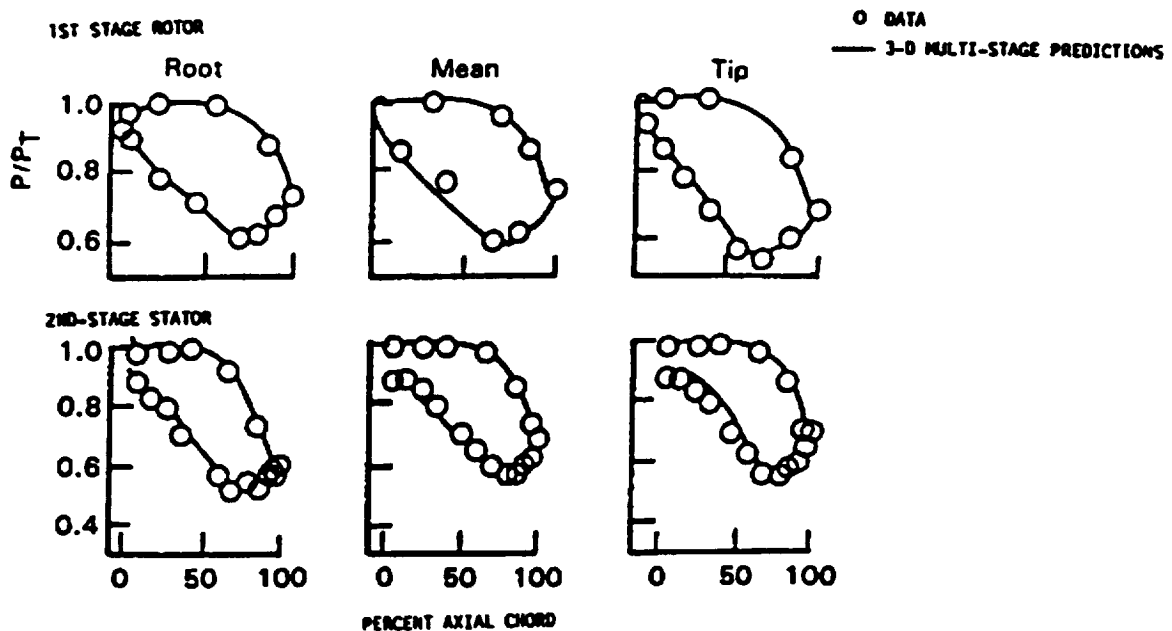 1ST STAGE ROTOR
O DATA
— 3-D MULTI-STAGE PREDICTIONS
Root Mean Tip
P/PT
1.0
0.8
0.6
2ND-STAGE STATOR
1.0
0.8
0.6
0.4
0 50 100 0 50 100 0 50 100
PERCENT AXIAL CHORD